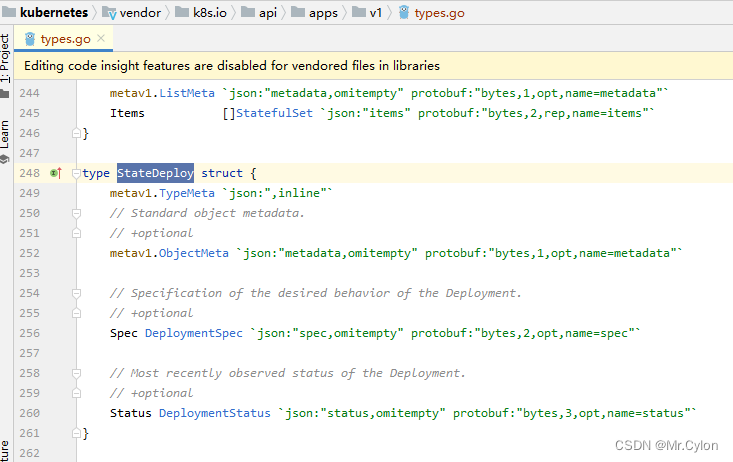 kubernetes vendor k8s.io api apps v1 types.go
1: Project
types.go
Editing code insight features are disabled for vendored files in libraries
Learn
244 metav1.ListMeta `json:"metadata,omitempty" protobuf:"bytes,1,opt,name=metadata"`
245 Items []StatefulSet `json:"items" protobuf:"bytes,2,rep,name=items"`
246 }
247
248 type StateDeploy struct {
249 metav1.TypeMeta `json:",inline"`
250 // Standard object metadata.
251 // +optional
252 metav1.ObjectMeta `json:"metadata,omitempty" protobuf:"bytes,1,opt,name=metadata"`
253
254 // Specification of the desired behavior of the Deployment.
255 // +optional
256 Spec DeploymentSpec `json:"spec,omitempty" protobuf:"bytes,2,opt,name=spec"`
257
258 // Most recently observed status of the Deployment.
259 // +optional
260 Status DeploymentStatus `json:"status,omitempty" protobuf:"bytes,3,opt,name=status"`
261 }
262
CSDN @Mr.Cylon